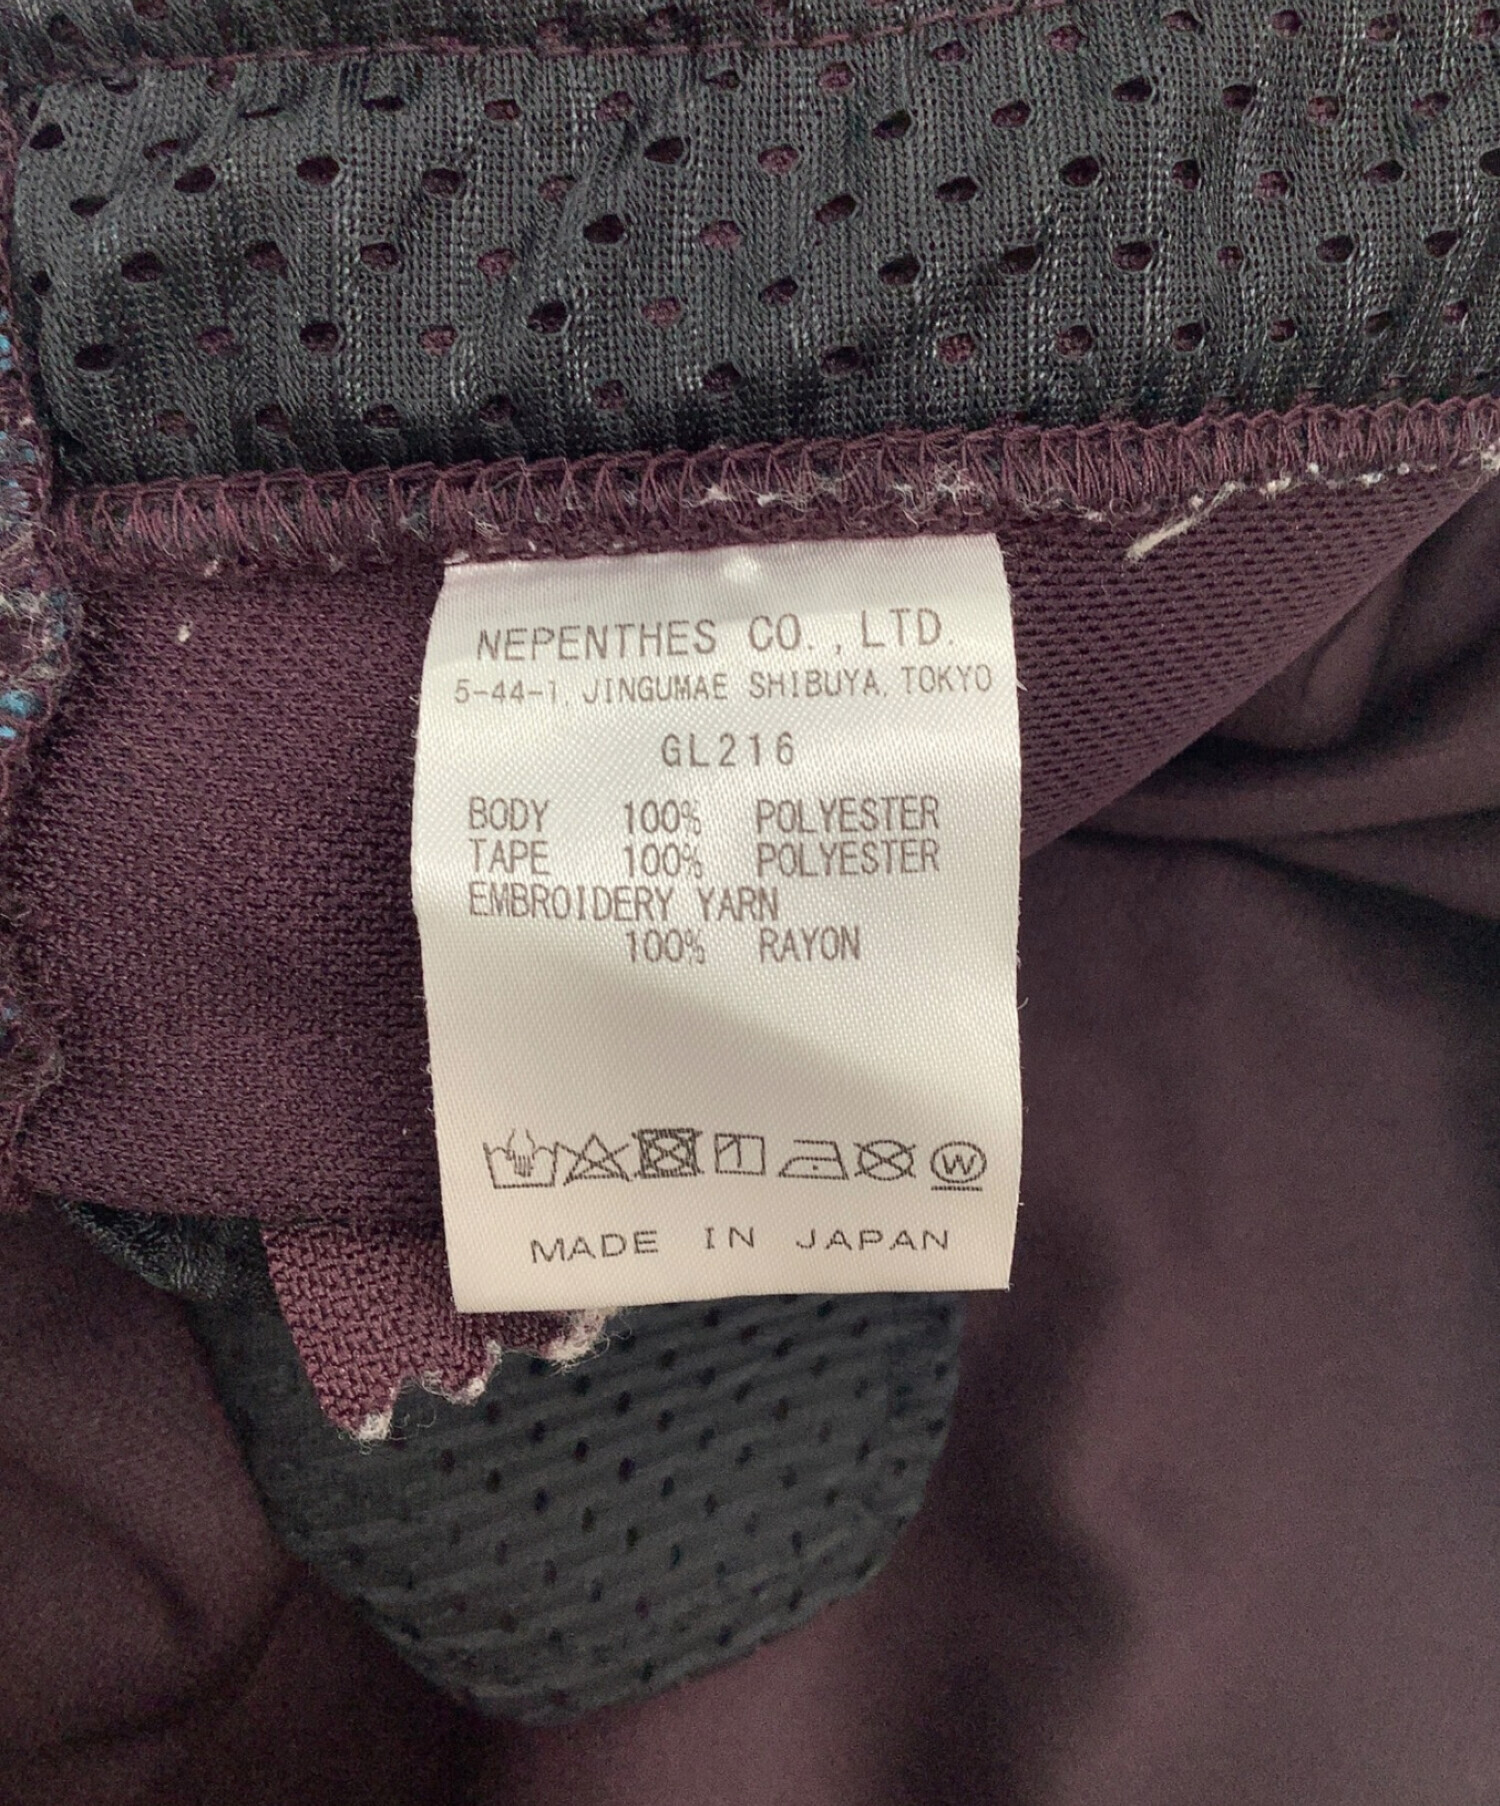 NEPENTHES CO.,LTD.
5-44-1, JINGUMAE SHIBUYA, TOKYO
GL216
BODY 100% POLYESTER
TAPE 100% POLYESTER
EMBROIDERY YARN
100% RAYON
W
MADE IN JAPAN